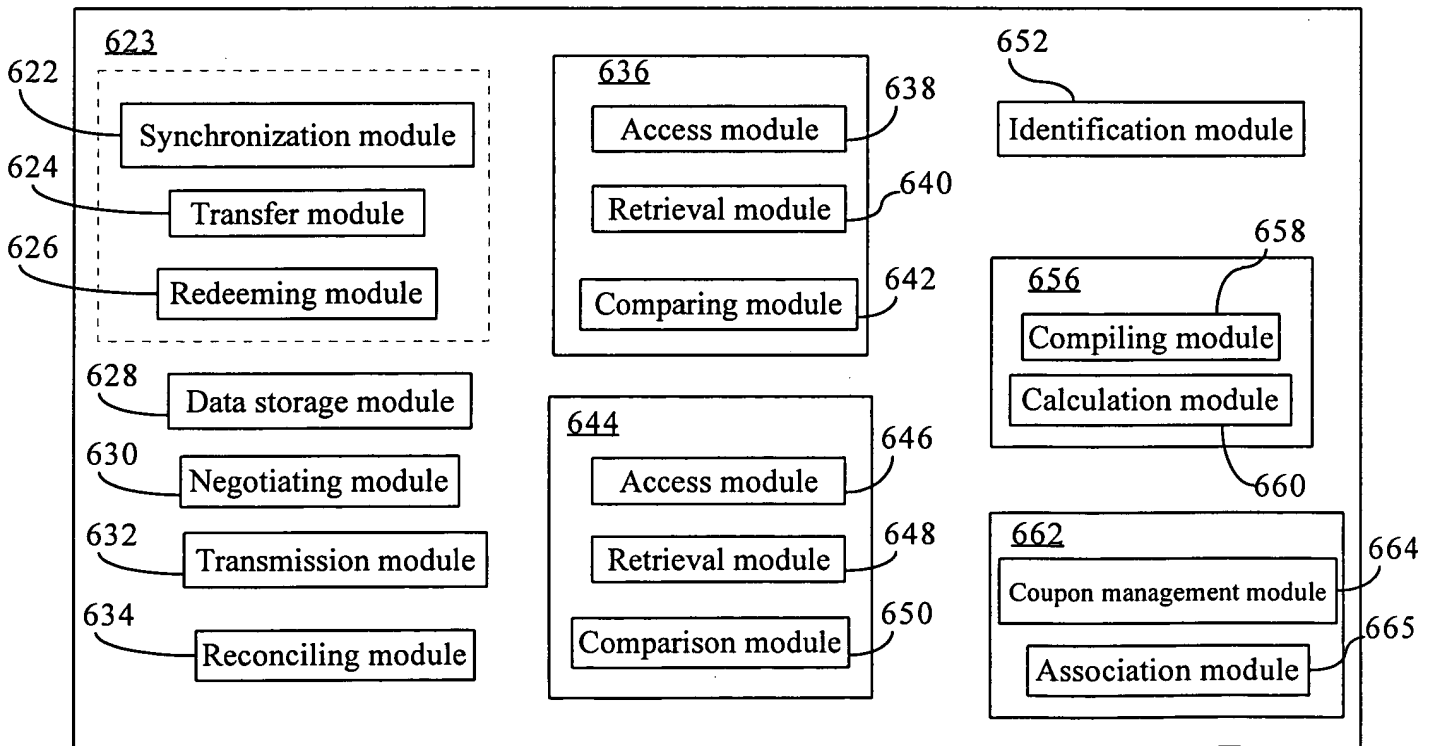 623
622
Synchronization module
624
Transfer module
626
Redeeming module
628
Data storage module
630
Negotiating module
632
Transmission module
634
Reconciling module
636
638
Access module
640
Retrieval module
642
Comparing module
644
646
Access module
648
Retrieval module
650
Comparison module
652
Identification module
656
658
Compiling module
Calculation module
660
662
664
Coupon management module
665
Association module